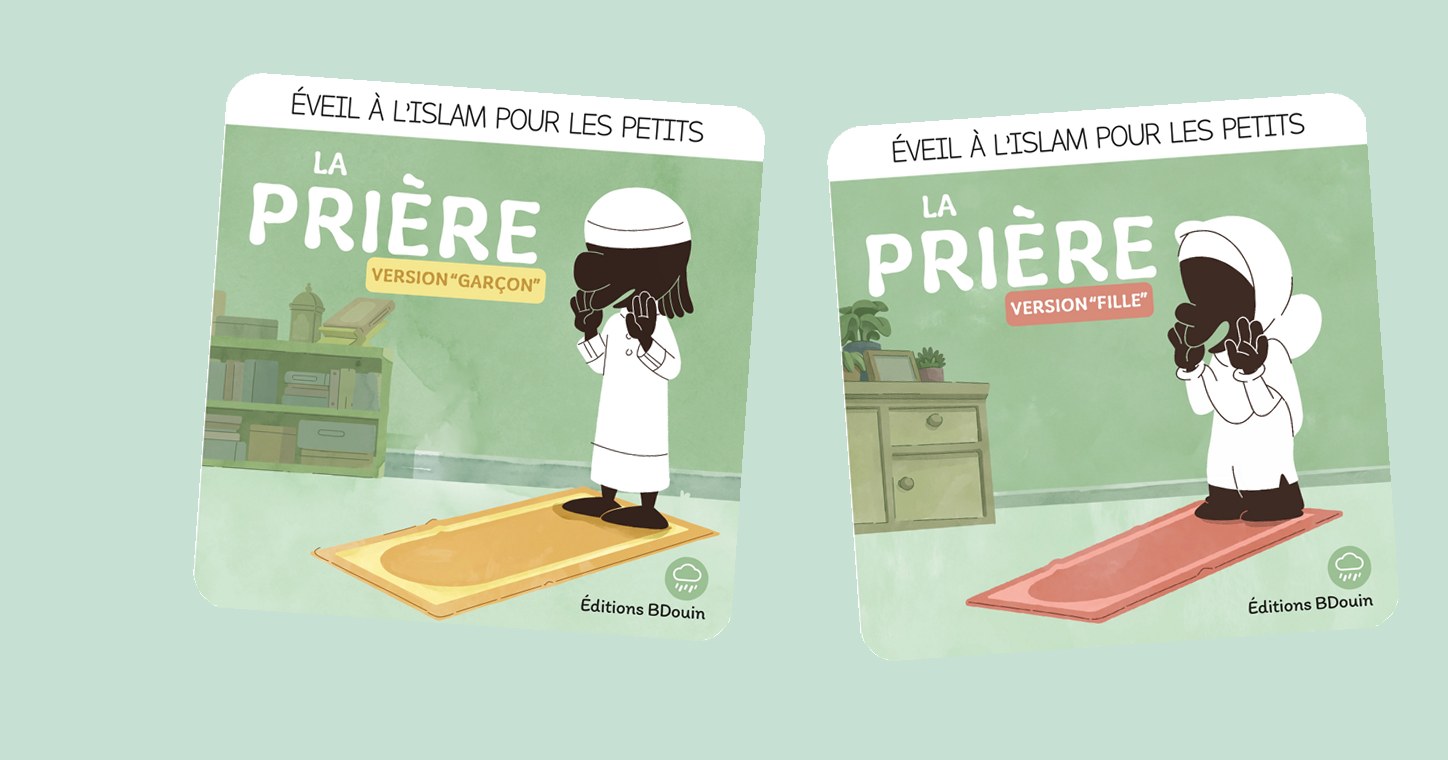 ÉVEIL À L'ISLAM POUR LES PETITS
LA
PRIÈRE
VERSION "GARÇON"
Éditions BDouin
ÉVEIL À L'ISLAM POUR LES PETITS
LA
PRIÈRE
VERSION "FILLE"
Éditions BDouin